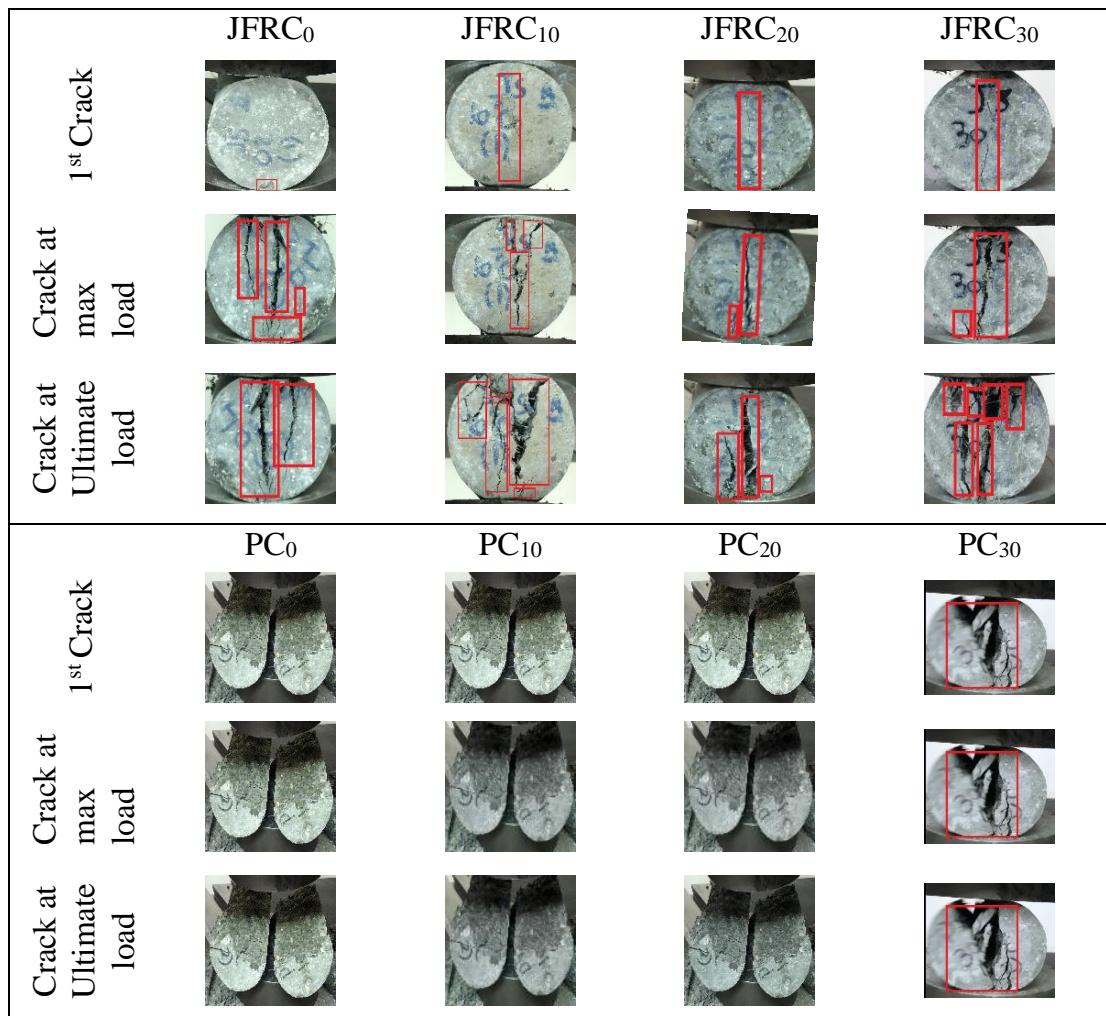 JFRC₀ JFRC₁₀ JFRC₂₀ JFRC₃₀
1ˢᵗ Crack
Crack at
max
load
Crack at
Ultimate
load
PC₀ PC₁₀ PC₂₀ PC₃₀
1ˢᵗ Crack
Crack at
max
load
Crack at
Ultimate
load